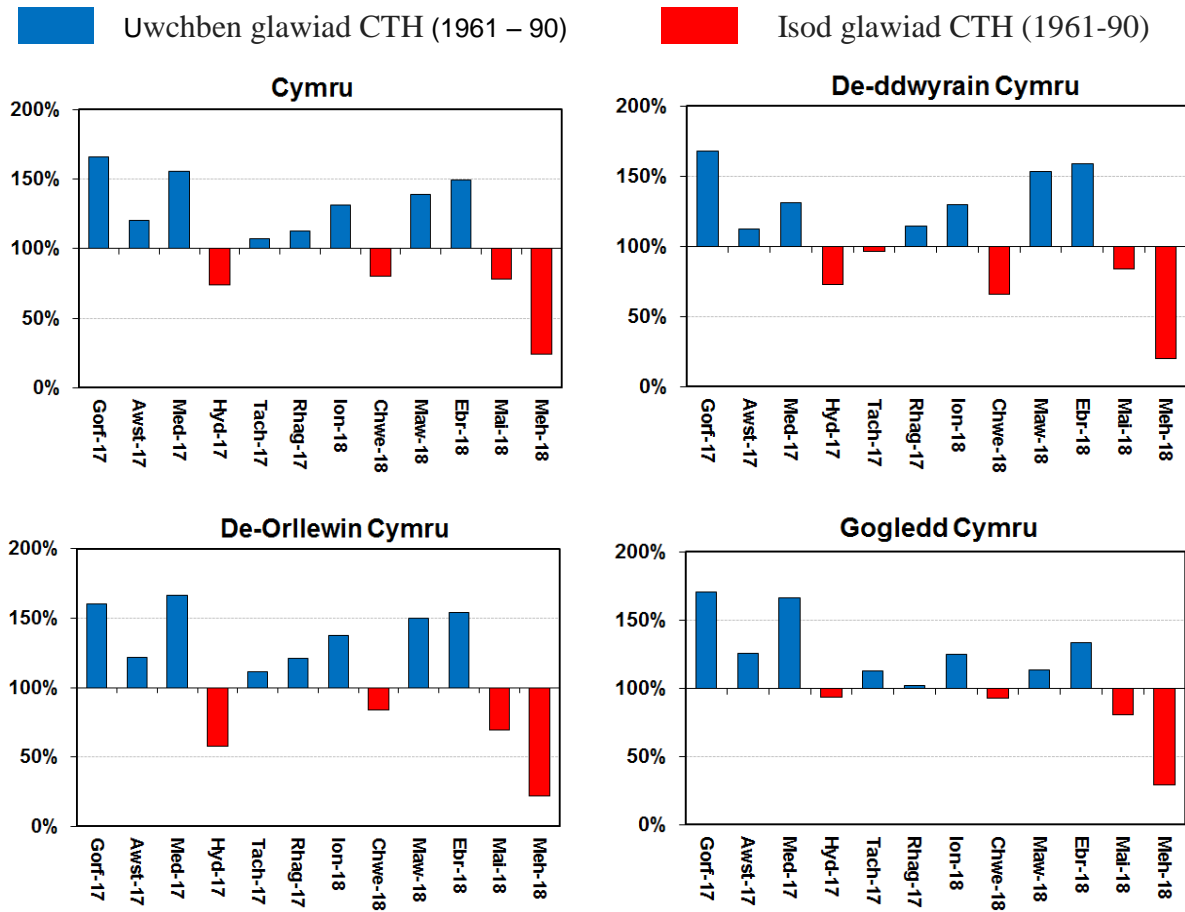 Uwchben glawiad CTH (1961 – 90)
Isod glawiad CTH (1961-90)
Cymru
200%
150%
100%
50%
0%
Gorf-17
Awst-17
Med-17
Hyd-17
Tach-17
Rhag-17
Ion-18
Chwe-18
Maw-18
Ebr-18
Mai-18
Meh-18
De-ddwyrain Cymru
200%
150%
100%
50%
0%
Gorf-17
Awst-17
Med-17
Hyd-17
Tach-17
Rhag-17
Ion-18
Chwe-18
Maw-18
Ebr-18
Mai-18
Meh-18
De-Orllewin Cymru
200%
150%
100%
50%
0%
Gorf-17
Awst-17
Med-17
Hyd-17
Tach-17
Rhag-17
Ion-18
Chwe-18
Maw-18
Ebr-18
Mai-18
Meh-18
Gogledd Cymru
200%
150%
100%
50%
0%
Gorf-17
Awst-17
Med-17
Hyd-17
Tach-17
Rhag-17
Ion-18
Chwe-18
Maw-18
Ebr-18
Mai-18
Meh-18